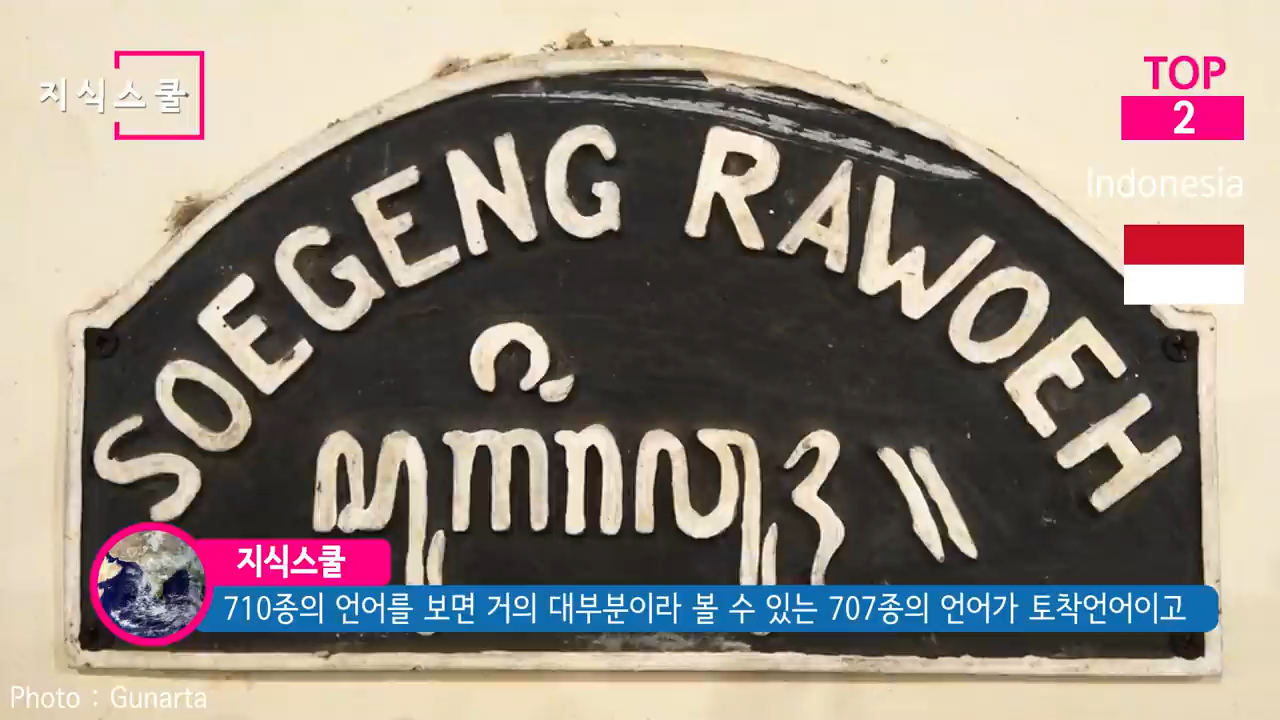 지식스쿨
TOP
2
Indonesia
SOEGENG RAWOEH
ꦱꦸꦒꦼꦁꦫꦮꦸꦃ꧉
지식스쿨
710종의 언어를 보면 거의 대부분이라 볼 수 있는 707종의 언어가 토착언어이고
Photo : Gunarta